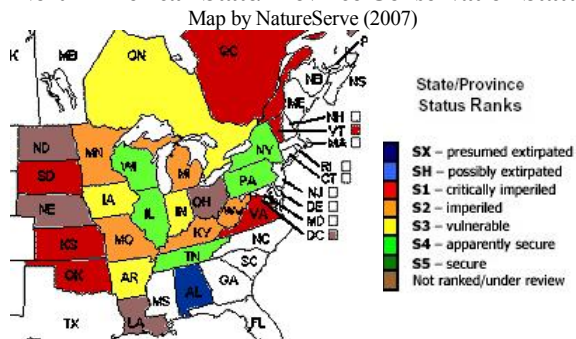 Map by NatureServe (2007)
K
MB
ON
QC
P
NB
NS
ME
NH
VT
MA
ND
MN
WI
MI
NY
SD
RI
CT
PA
NE
IA
NJ
IL
IN
OH
DE
MD
DC
WV
VA
KS
MO
KY
NC
TN
OK
AR
SC
MS
AL
GA
TX
LA
FL
State/Province
Status Ranks
SX – presumed extirpated
SH – possibly extirpated
S1 – critically imperiled
S2 – imperiled
S3 – vulnerable
S4 – apparently secure
S5 – secure
Not ranked/under review